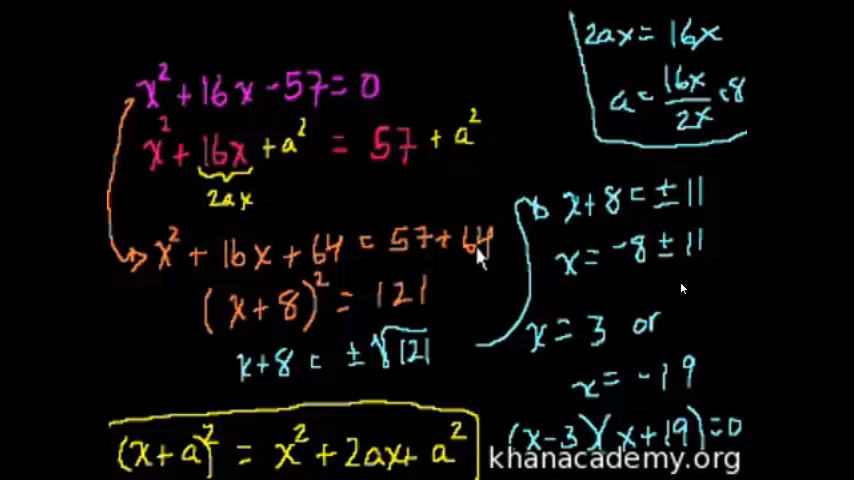 x² + 16x - 57 = 0
x² + 16x + a² = 57 + a²
2ax
x² + 16x + 64 = 57 + 64
(x + 8)² = 121
x + 8 = ± √121
(x + a)² = x² + 2ax + a²
2ax = 16x
a = 16x/2x = 8
x + 8 = ± 11
x = -8 ± 11
x = 3 or
x = -19
(x - 3)(x + 19) = 0
khanacademy.org